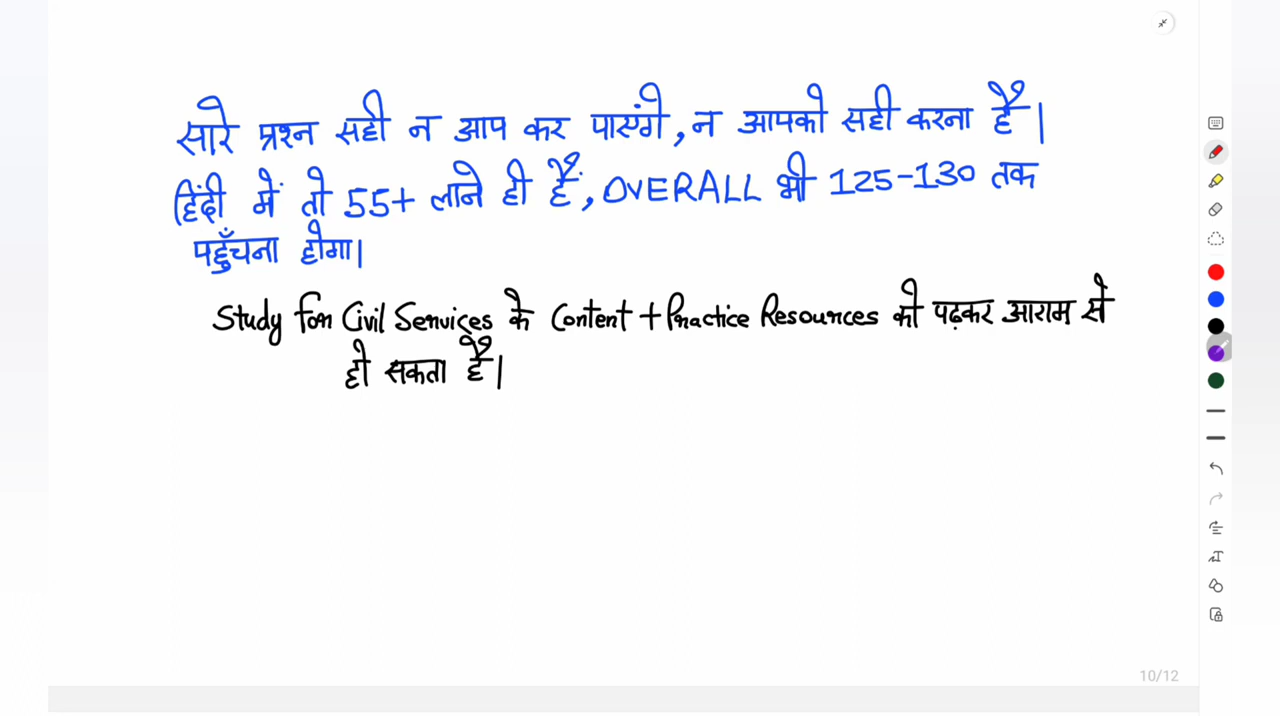 सारे प्रश्न सही न आप कर पाएंगे, न आपको सही करना है।
हिंदी में तो 55+ लाने ही हैं, OVERALL भी 125-130 तक
पहुँचना होगा।
Study for Civil Services के Content + Practice Resources को पढ़कर आराम से
हो सकता है।
10/12